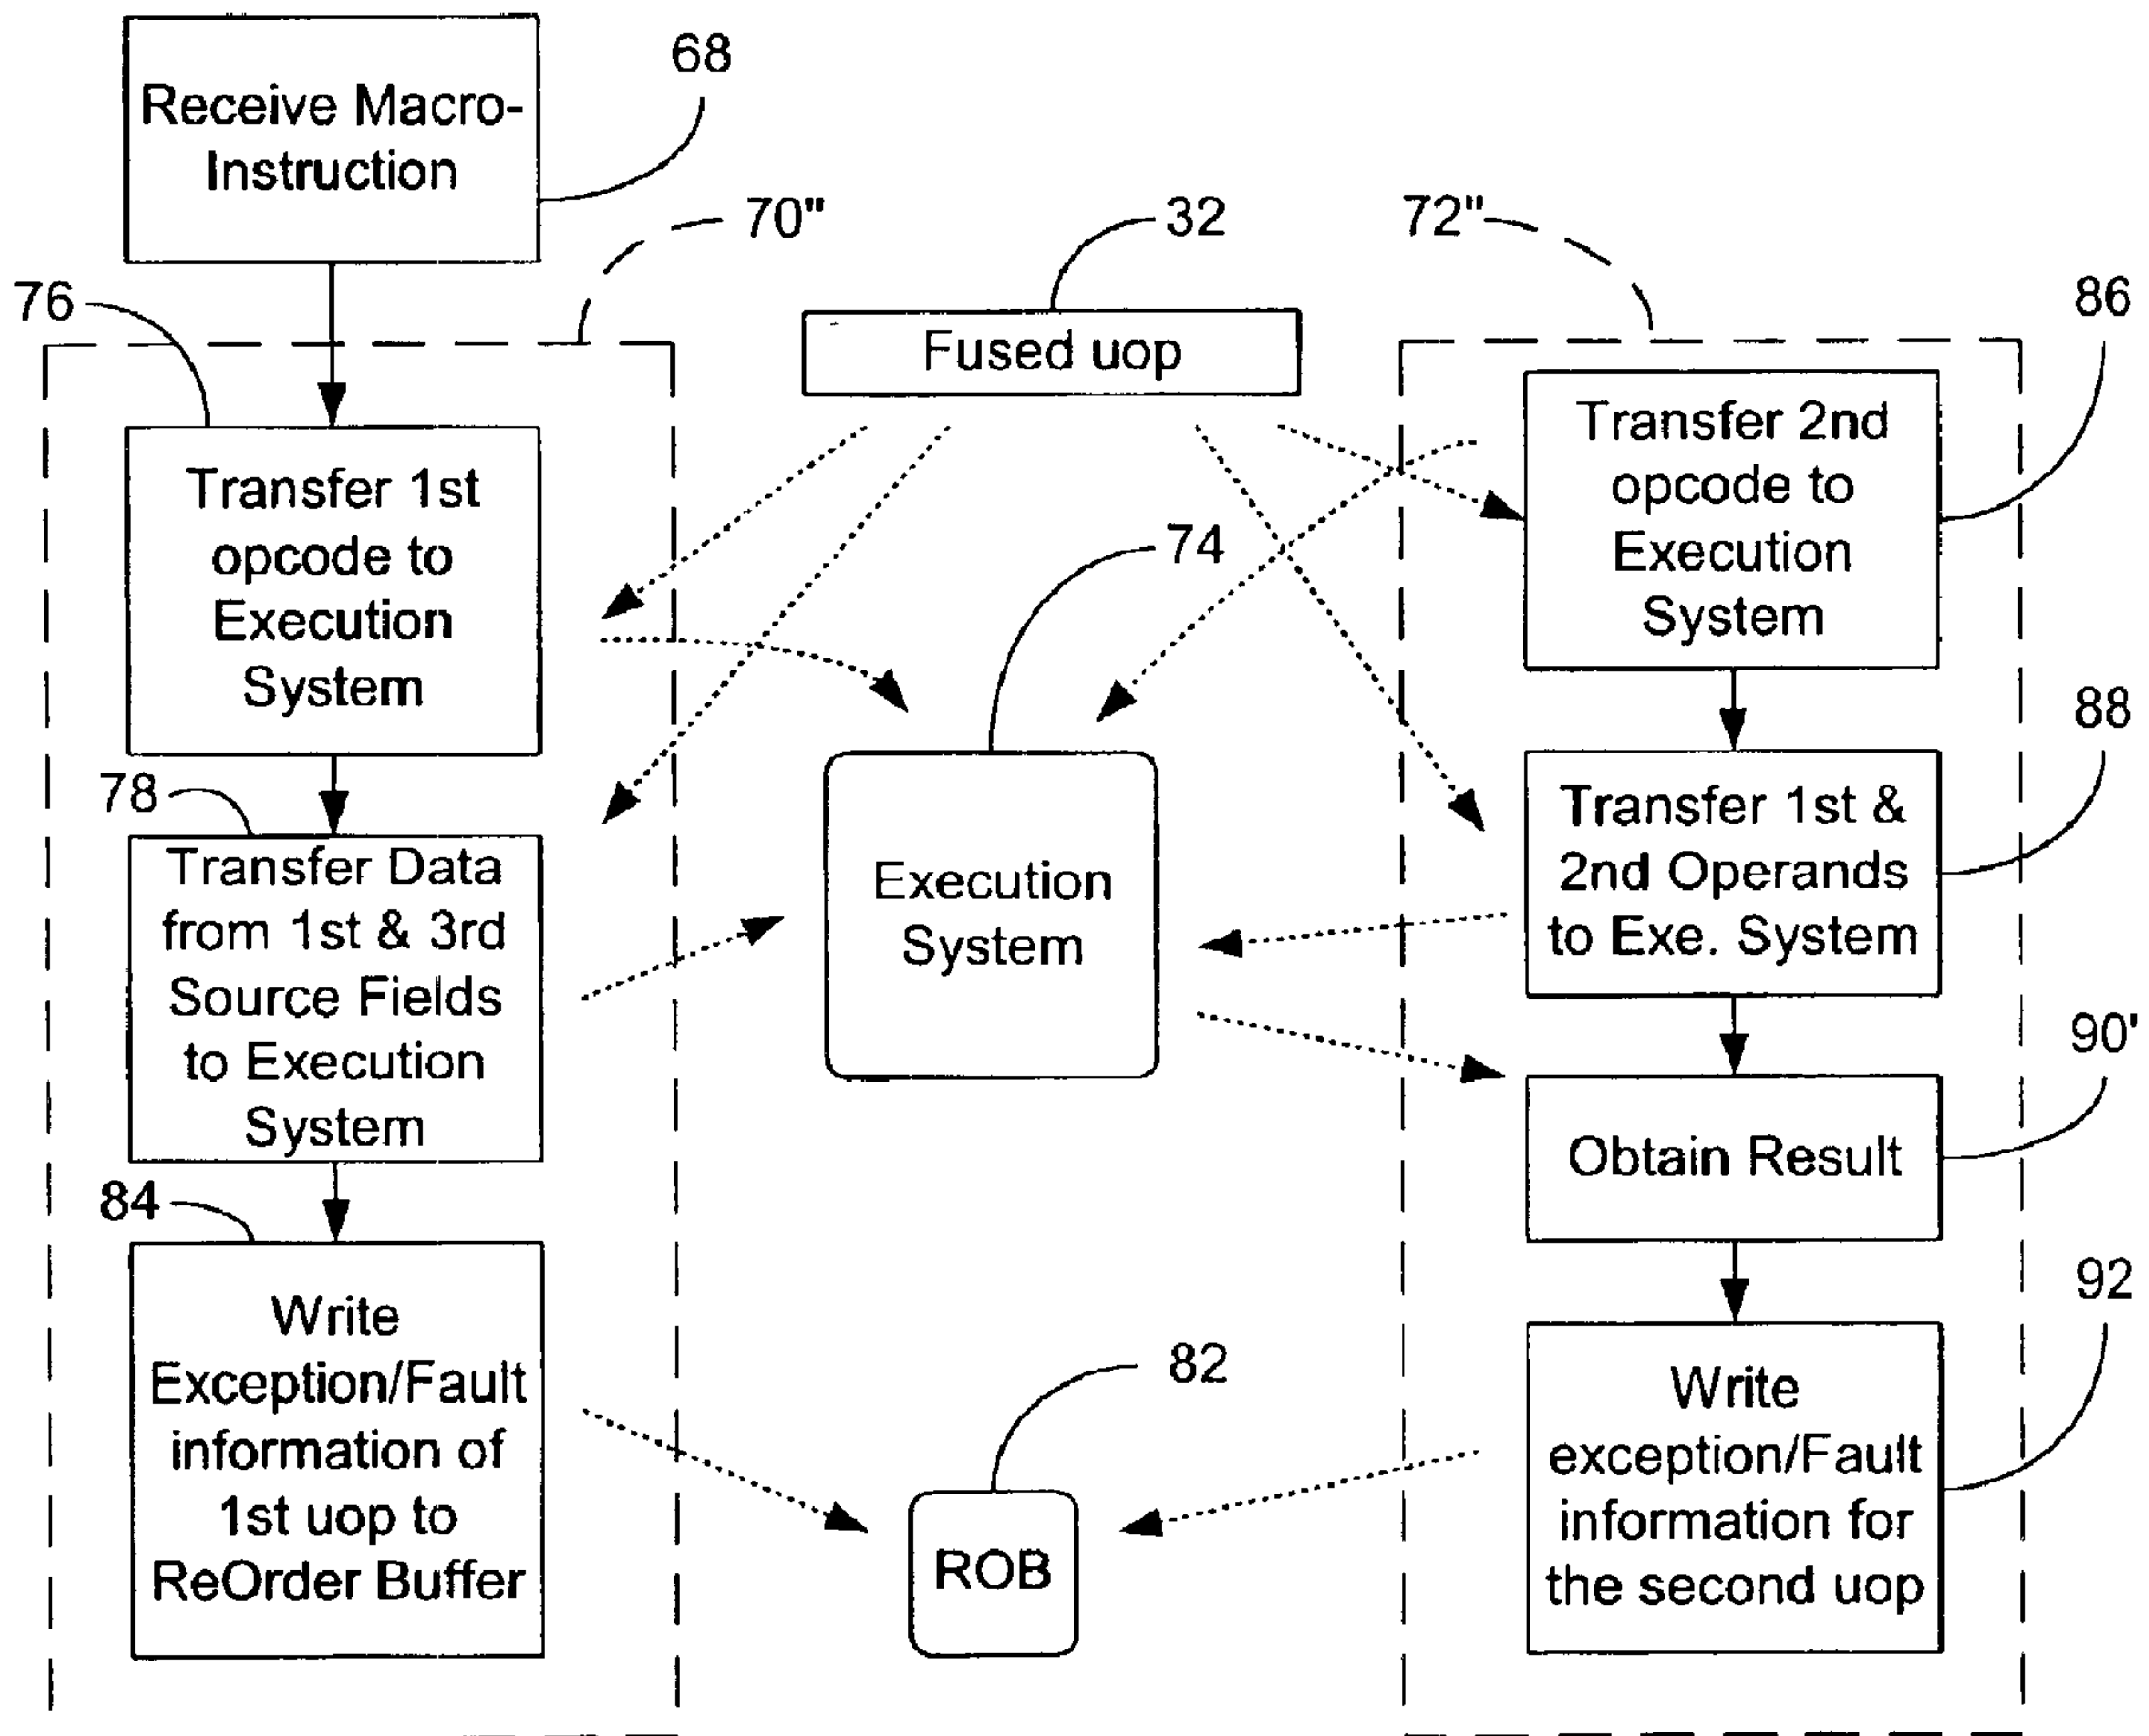 Receive Macro-
Instruction
68
70"
32
72"
76
86
Fused uop
Transfer 1st
opcode to
Execution
System
Transfer 2nd
opcode to
Execution
System
74
78
88
Transfer Data
from 1st & 3rd
Source Fields
to Execution
System
Execution
System
Transfer 1st &
2nd Operands
to Exe. System
90'
Obtain Result
84
92
Write
Exception/Fault
information of
1st uop to
ReOrder Buffer
82
ROB
Write
exception/Fault
information for
the second uop